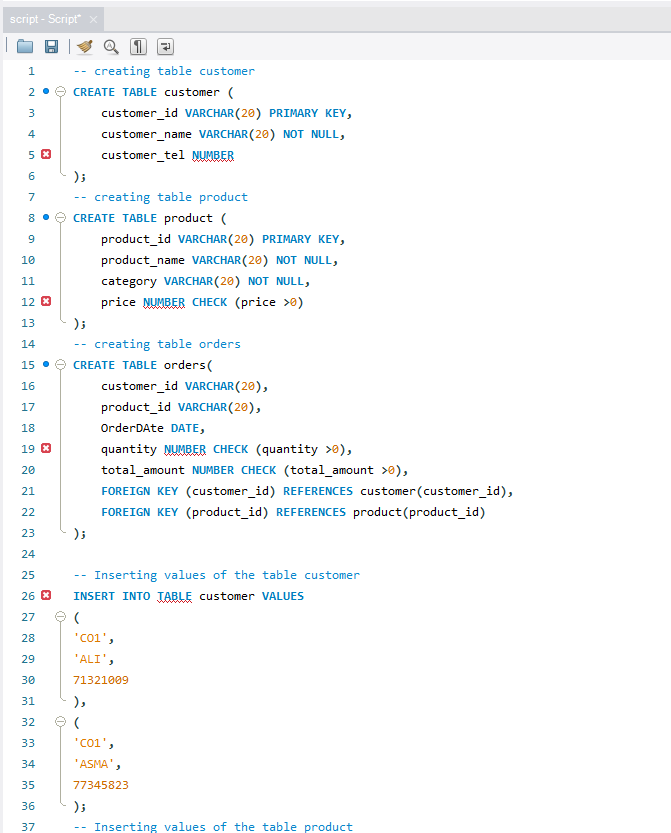 script - Script*
1 -- creating table customer
2 CREATE TABLE customer (
3 customer_id VARCHAR(20) PRIMARY KEY,
4 customer_name VARCHAR(20) NOT NULL,
5 customer_tel NUMBER
6 );
7 -- creating table product
8 CREATE TABLE product (
9 product_id VARCHAR(20) PRIMARY KEY,
10 product_name VARCHAR(20) NOT NULL,
11 category VARCHAR(20) NOT NULL,
12 price NUMBER CHECK (price >0)
13 );
14 -- creating table orders
15 CREATE TABLE orders(
16 customer_id VARCHAR(20),
17 product_id VARCHAR(20),
18 OrderDAte DATE,
19 quantity NUMBER CHECK (quantity >0),
20 total_amount NUMBER CHECK (total_amount >0),
21 FOREIGN KEY (customer_id) REFERENCES customer(customer_id),
22 FOREIGN KEY (product_id) REFERENCES product(product_id)
23 );
24
25 -- Inserting values of the table customer
26 INSERT INTO TABLE customer VALUES
27 (
28 'CO1',
29 'ALI',
30 71321009
31 ),
32 (
33 'CO1',
34 'ASMA',
35 77345823
36 );
37 -- Inserting values of the table product